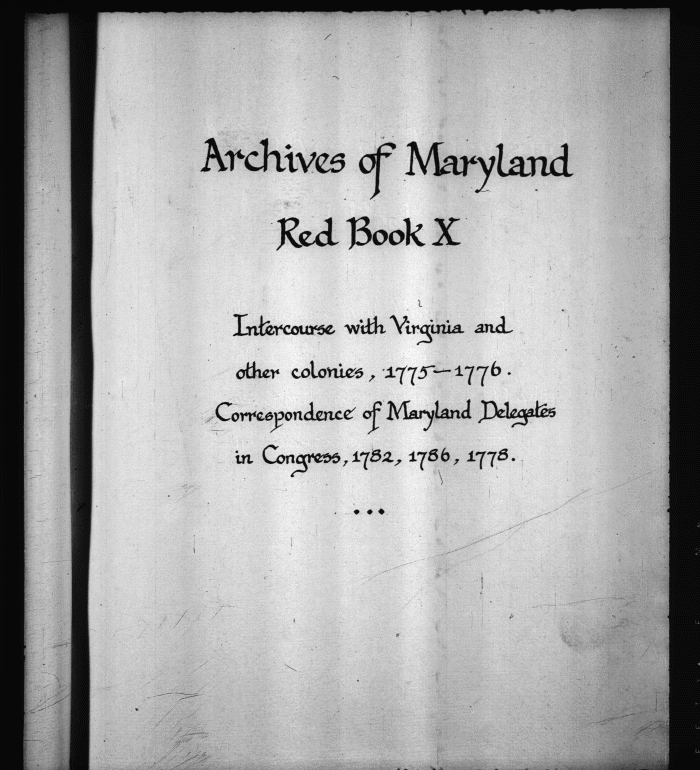 Archives of Maryland
Red Book X
Intercourse with Virginia and
other colonies, 1775—1776.
Correspondence of Maryland Delegates
in Congress, 1782, 1786, 1778.
...